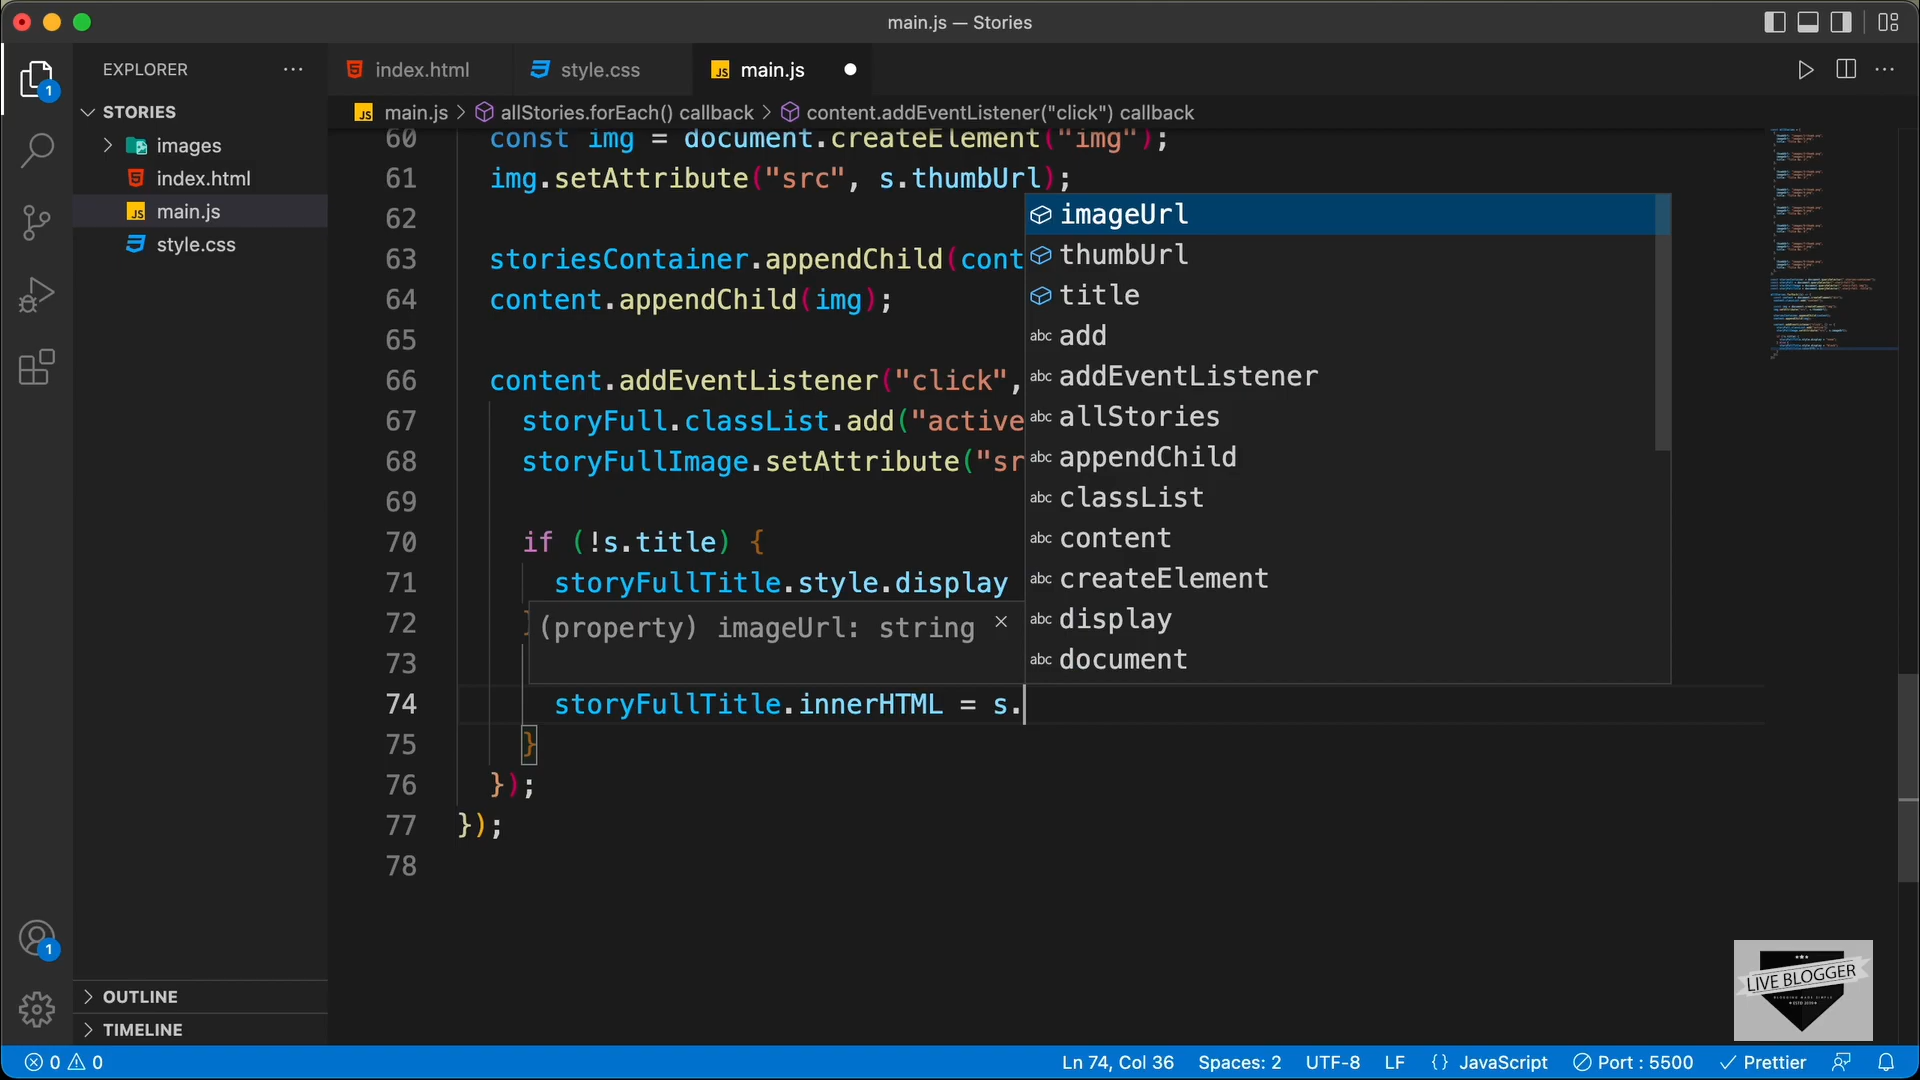 main.js — Stories
EXPLORER
index.html
style.css
main.js
STORIES
images
index.html
main.js
style.css
main.js > allStories.forEach() callback > content.addEventListener("click") callback
60 const img = document.createElement("img");
61 img.setAttribute("src", s.thumbUrl);
62
63 storiesContainer.appendChild(cont
64 content.appendChild(img);
65
66 content.addEventListener("click",
67 storyFull.classList.add("active
68 storyFullImage.setAttribute("sr
69
70 if (!s.title) {
71 storyFullTitle.style.display
72
73
74 storyFullTitle.innerHTML = s.
75 }
76 });
77 });
78
imageUrl
thumbUrl
title
abc add
abc addEventListener
abc allStories
abc appendChild
abc classList
abc content
abc createElement
abc display
abc document
(property) imageUrl: string
1
1
OUTLINE
TIMELINE
LIVE BLOGGER
0 0
Ln 74, Col 36 Spaces: 2 UTF-8 LF {} JavaScript Port : 5500 Prettier